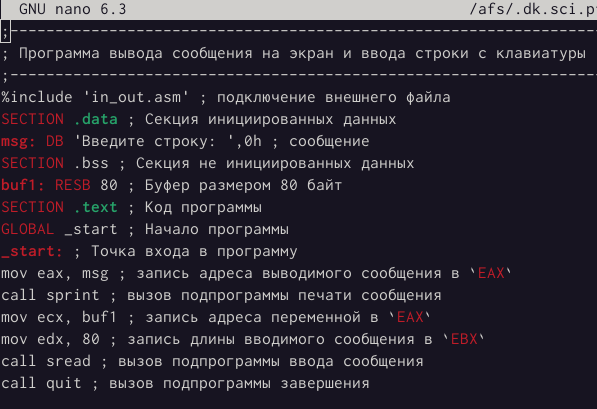 GNU nano 6.3 /afs/.dk.sci.p
;---------------------------------------------------------------
; Программа вывода сообщения на экран и ввода строки с клавиатуры
;---------------------------------------------------------------
%include 'in_out.asm' ; подключение внешнего файла
SECTION .data ; Секция инициированных данных
msg: DB 'Введите строку: ',0h ; сообщение
SECTION .bss ; Секция не инициированных данных
buf1: RESB 80 ; Буфер размером 80 байт
SECTION .text ; Код программы
GLOBAL _start ; Начало программы
_start: ; Точка входа в программу
mov eax, msg ; запись адреса выводимого сообщения в `EAX`
call sprint ; вызов подпрограммы печати сообщения
mov ecx, buf1 ; запись адреса переменной в `EAX`
mov edx, 80 ; запись длины вводимого сообщения в `EBX`
call sread ; вызов подпрограммы ввода сообщения
call quit ; вызов подпрограммы завершения